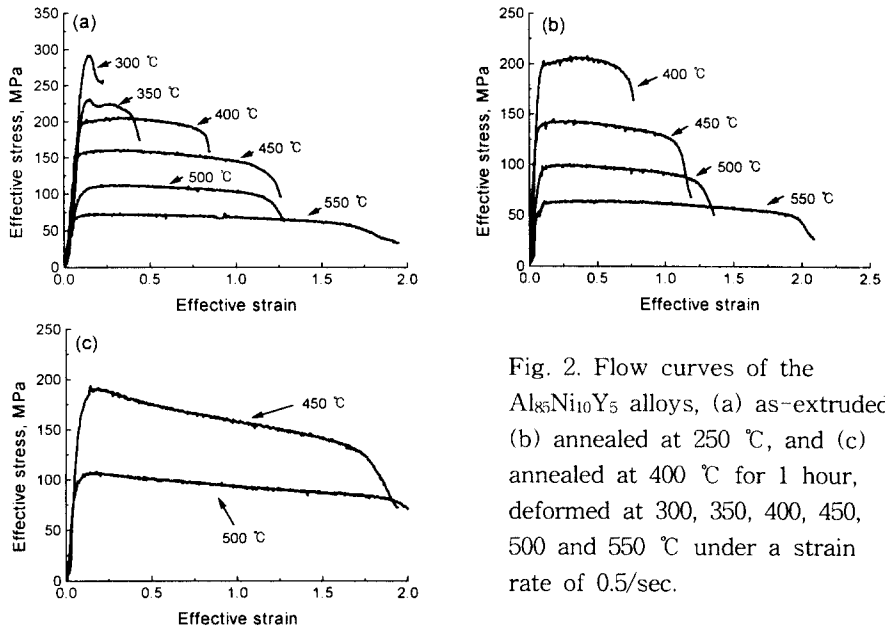 (a)
350
300
250
200
150
100
50
0
Effective stress, MPa
300 ℃
350 ℃
400 ℃
450 ℃
500 ℃
550 ℃
0.0 0.5 1.0 1.5 2.0
Effective strain
(b)
200
150
100
50
0
Effective stress, MPa
400 ℃
450 ℃
500 ℃
550 ℃
0.0 0.5 1.0 1.5 2.0 2.5
Effective strain
(c)
250
200
150
100
50
0
Effective stress, MPa
450 ℃
500 ℃
0.0 0.5 1.0 1.5 2.0
Effective strain
Fig. 2. Flow curves of the
Al₈₅Ni₁₀Y₅ alloys, (a) as-extruded
(b) annealed at 250 ℃, and (c)
annealed at 400 ℃ for 1 hour,
deformed at 300, 350, 400, 450,
500 and 550 ℃ under a strain
rate of 0.5/sec.